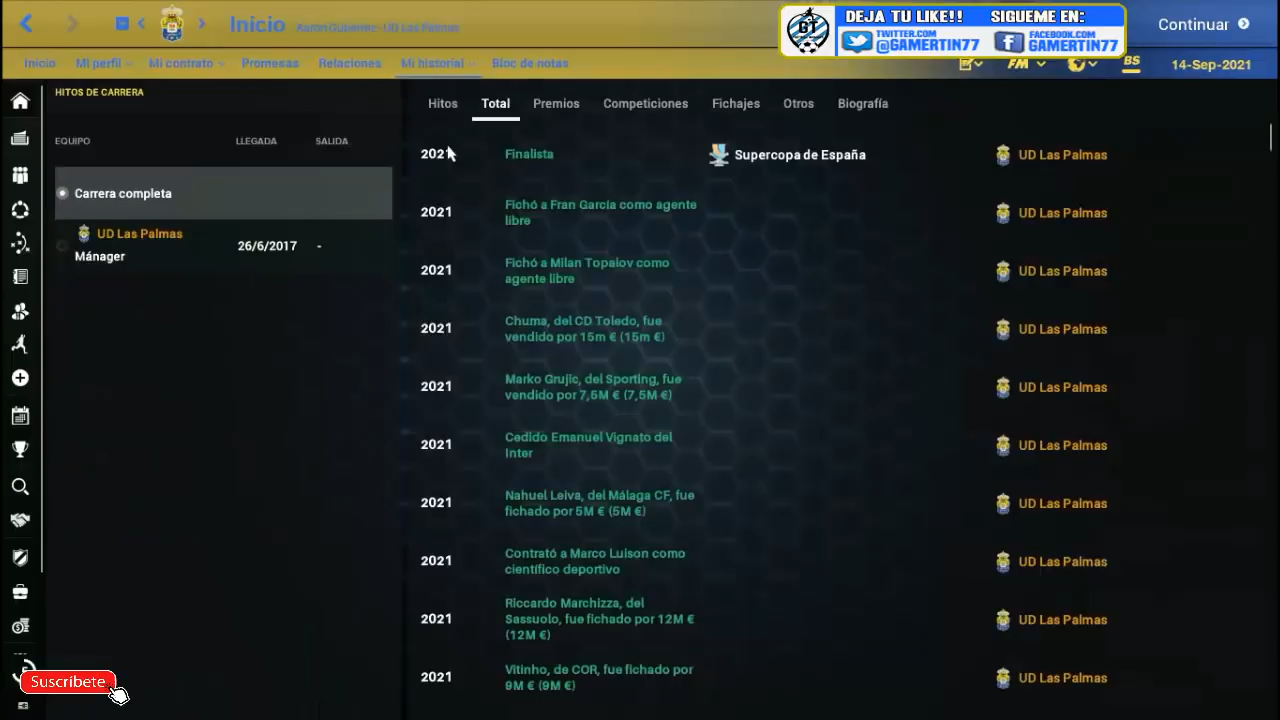 Inicio
Aaron Gutierrez- UD Las Palmas
DEJA TU LIKE!! SIGUEME EN:
GT
TWITTER.COM
@GAMERTIN77
FACEBOOK.COM
GAMERTIN77
Continuar
Inicio Mi perfil Mi contrato Promesas Relaciones Mi historial Bloc de notas
FM BS 14-Sep-2021
HITOS DE CARRERA
EQUIPO LLEGADA SALIDA
Carrera completa
UD Las Palmas
Mánager
26/6/2017 -
Hitos Total Premios Competiciones Fichajes Otros Biografía
2021 Finalista Supercopa de España UD Las Palmas
2021 Fichó a Fran García como agente
libre
UD Las Palmas
2021 Fichó a Milan Topalov como
agente libre
UD Las Palmas
2021 Chuma, del CD Toledo, fue
vendido por 15m € (15m €)
UD Las Palmas
2021 Marko Grujic, del Sporting, fue
vendido por 7,5M € (7,5M €)
UD Las Palmas
2021 Cedido Emanuel Vignato del
Inter
UD Las Palmas
2021 Nahuel Leiva, del Málaga CF, fue
fichado por 5M € (5M €)
UD Las Palmas
2021 Contrató a Marco Luison como
científico deportivo
UD Las Palmas
2021 Riccardo Marchizza, del
Sassuolo, fue fichado por 12M €
(12M €)
UD Las Palmas
2021 Vitinho, de COR, fue fichado por
9M € (9M €)
UD Las Palmas
Suscríbete